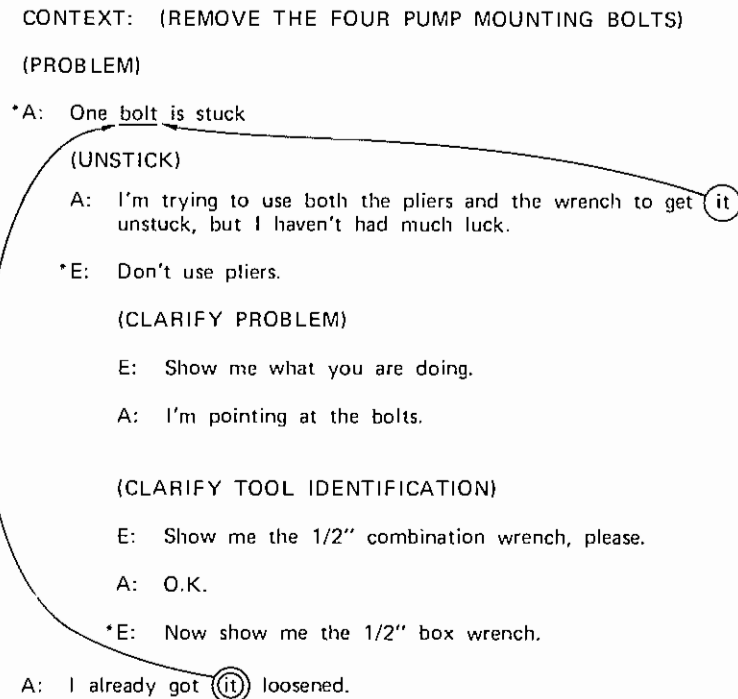 CONTEXT: (REMOVE THE FOUR PUMP MOUNTING BOLTS)
(PROBLEM)
*A: One bolt is stuck
(UNSTICK)
A: I'm trying to use both the pliers and the wrench to get it
unstuck, but I haven't had much luck.
*E: Don't use pliers.
(CLARIFY PROBLEM)
E: Show me what you are doing.
A: I'm pointing at the bolts.
(CLARIFY TOOL IDENTIFICATION)
E: Show me the 1/2" combination wrench, please.
A: O.K.
*E: Now show me the 1/2" box wrench.
A: I already got it loosened.